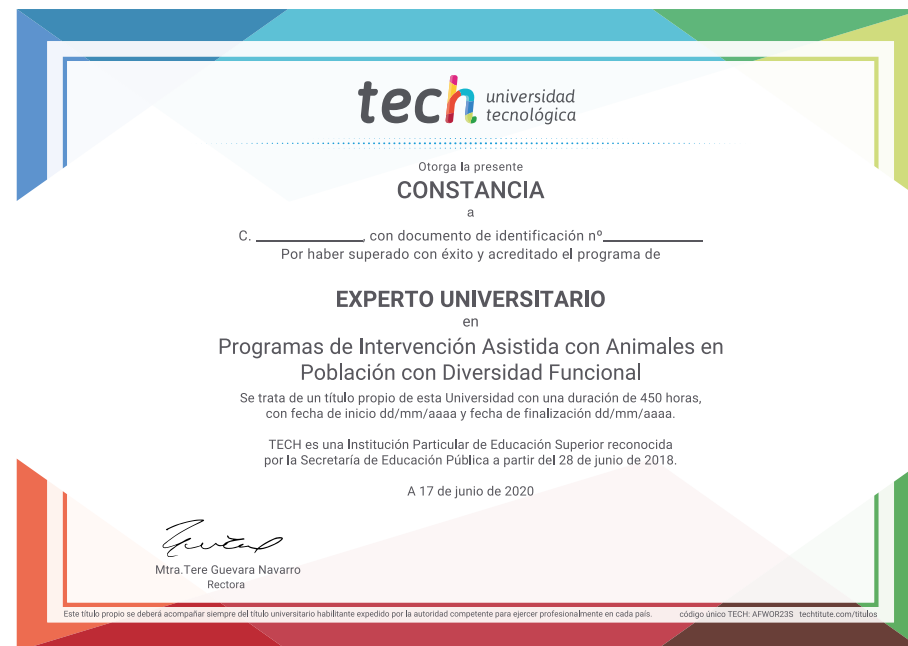 tech universidad
tecnológica
Otorga la presente
CONSTANCIA
a
C. ____________, con documento de identificación nº____________
Por haber superado con éxito y acreditado el programa de
EXPERTO UNIVERSITARIO
en
Programas de Intervención Asistida con Animales en
Población con Diversidad Funcional
Se trata de un título propio de esta Universidad con una duración de 450 horas,
con fecha de inicio dd/mm/aaaa y fecha de finalización dd/mm/aaaa.
TECH es una Institución Particular de Educación Superior reconocida
por la Secretaría de Educación Pública a partir del 28 de junio de 2018.
A 17 de junio de 2020
Mtra.Tere Guevara Navarro
Rectora
Este título propio se deberá acompañar siempre del título universitario habilitante expedido por la autoridad competente para ejercer profesionalmente en cada país. código único TECH: AFWOR23S techtitute.com/titulos